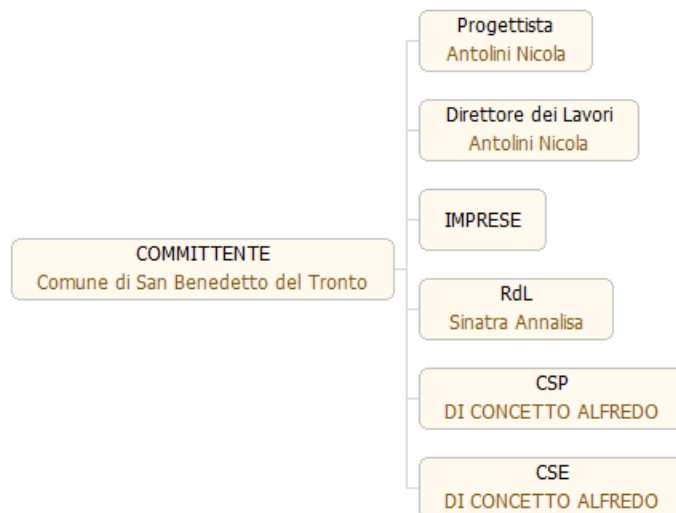 COMMITTENTE
Comune di San Benedetto del Tronto
Progettista
Antolini Nicola
Direttore dei Lavori
Antolini Nicola
IMPRESE
RdL
Sinatra Annalisa
CSP
DI CONCETTO ALFREDO
CSE
DI CONCETTO ALFREDO